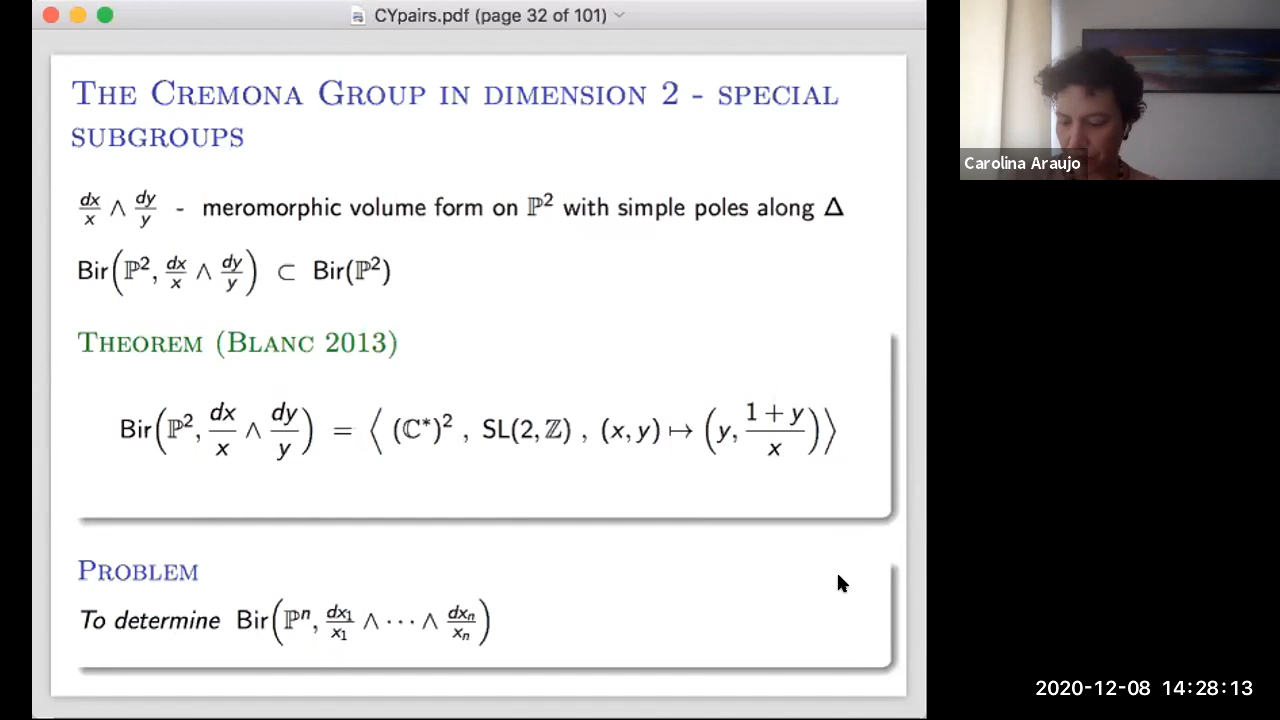 CYpairs.pdf (page 32 of 101)
The Cremona Group in dimension 2 - special
subgroups
dx/x ∧ dy/y - meromorphic volume form on ℙ² with simple poles along Δ
Bir(ℙ², dx/x ∧ dy/y) ⊂ Bir(ℙ²)
Theorem (Blanc 2013)
Bir(ℙ², dx/x ∧ dy/y) = ⟨ (ℂ*)² , SL(2, ℤ) , (x, y) ↦ (y, (1 + y)/x) ⟩
Problem
To determine Bir(ℙⁿ, dx₁/x₁ ∧ ⋯ ∧ dxₙ/xₙ)
Carolina Araujo
2020-12-08 14:28:13